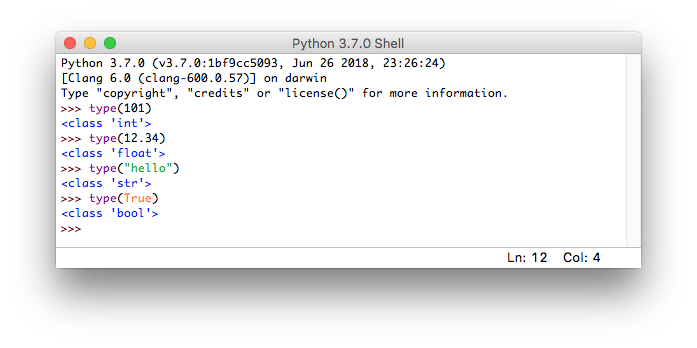 Python 3.7.0 Shell
Python 3.7.0 (v3.7.0:1bf9cc5093, Jun 26 2018, 23:26:24)
[Clang 6.0 (clang-600.0.57)] on darwin
Type "copyright", "credits" or "license()" for more information.
>>> type(101)
<class 'int'>
>>> type(12.34)
<class 'float'>
>>> type("hello")
<class 'str'>
>>> type(True)
<class 'bool'>
>>>
Ln: 12 Col: 4